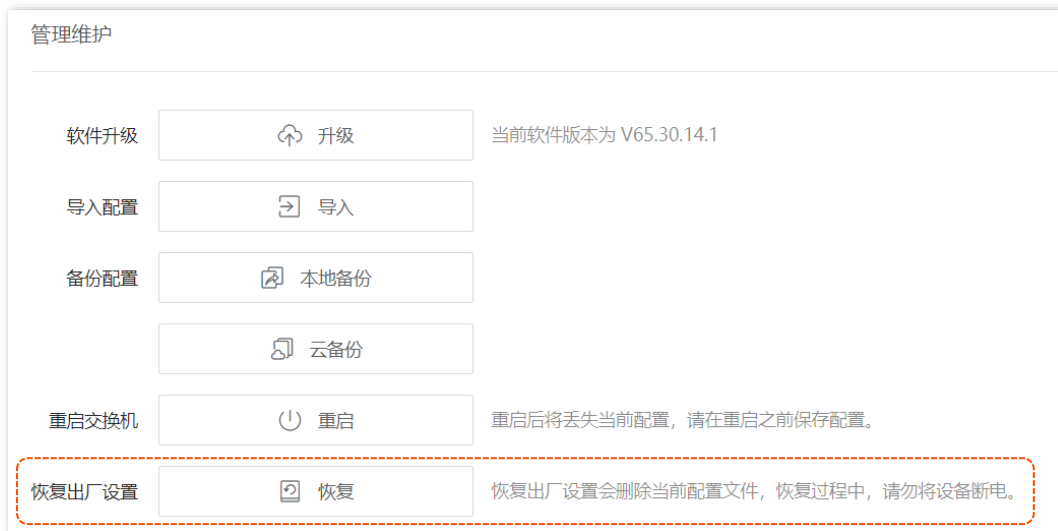 管理维护
软件升级 升级 当前软件版本为 V65.30.14.1
导入配置 导入
备份配置 本地备份
云备份
重启交换机 重启 重启后将丢失当前配置，请在重启之前保存配置。
恢复出厂设置 恢复 恢复出厂设置会删除当前配置文件，恢复过程中，请勿将设备断电。